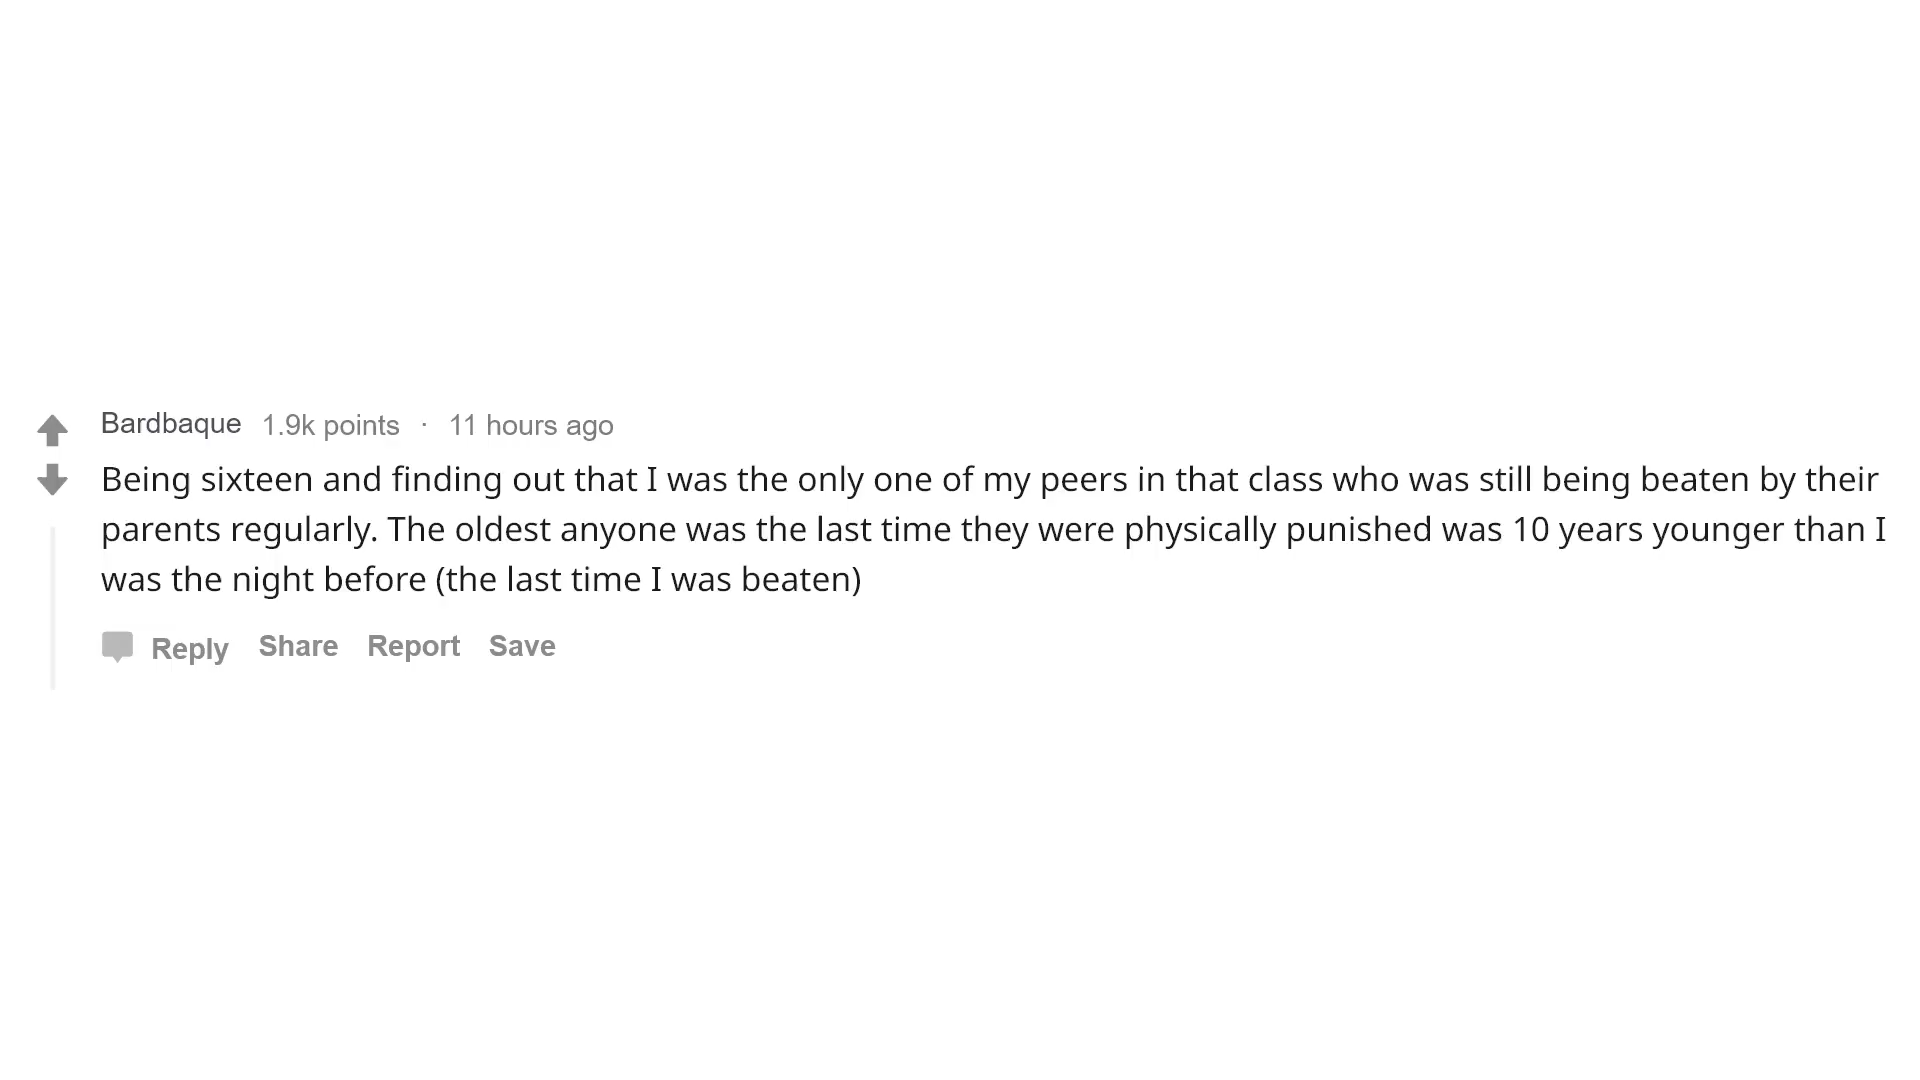 Bardbaque 1.9k points · 11 hours ago
Being sixteen and finding out that I was the only one of my peers in that class who was still being beaten by their
parents regularly. The oldest anyone was the last time they were physically punished was 10 years younger than I
was the night before (the last time I was beaten)
Reply Share Report Save